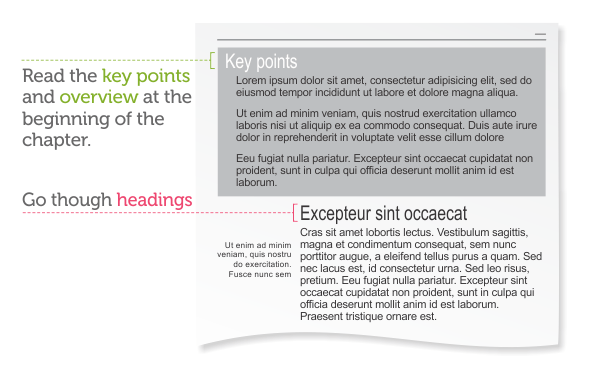 Key points
Read the key points
and overview at the
beginning of the
chapter.
Lorem ipsum dolor sit amet, consectetur adipisicing elit, sed do
eiusmod tempor incididunt ut labore et dolore magna aliqua.
Ut enim ad minim veniam, quis nostrud exercitation ullamco
laboris nisi ut aliquip ex ea commodo consequat. Duis aute irure
dolor in reprehenderit in voluptate velit esse cillum dolore
Eeu fugiat nulla pariatur. Excepteur sint occaecat cupidatat non
proident, sunt in culpa qui officia deserunt mollit anim id est
laborum.
Go though headings
Excepteur sint occaecat
Ut enim ad minim
veniam, quis nostru
do exercitation.
Fusce nunc sem
Cras sit amet lobortis lectus. Vestibulum sagittis,
magna et condimentum consequat, sem nunc
porttitor augue, a eleifend tellus purus a quam. Sed
nec lacus est, id consectetur urna. Sed leo risus,
pretium. Eeu fugiat nulla pariatur. Excepteur sint
occaecat cupidatat non proident, sunt in culpa qui
officia deserunt mollit anim id est laborum.
Praesent tristique ornare est.